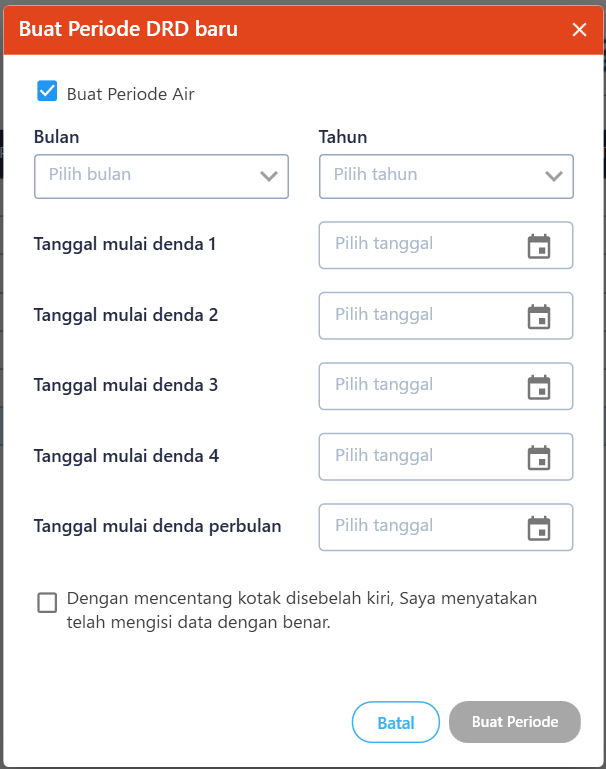 Buat Periode DRD baru
Buat Periode Air
Bulan
Tahun
Pilih bulan
Pilih tahun
Tanggal mulai denda 1
Pilih tanggal
Tanggal mulai denda 2
Pilih tanggal
Tanggal mulai denda 3
Pilih tanggal
Tanggal mulai denda 4
Pilih tanggal
Tanggal mulai denda perbulan
Pilih tanggal
Dengan mencentang kotak disebelah kiri, Saya menyatakan
telah mengisi data dengan benar.
Batal
Buat Periode